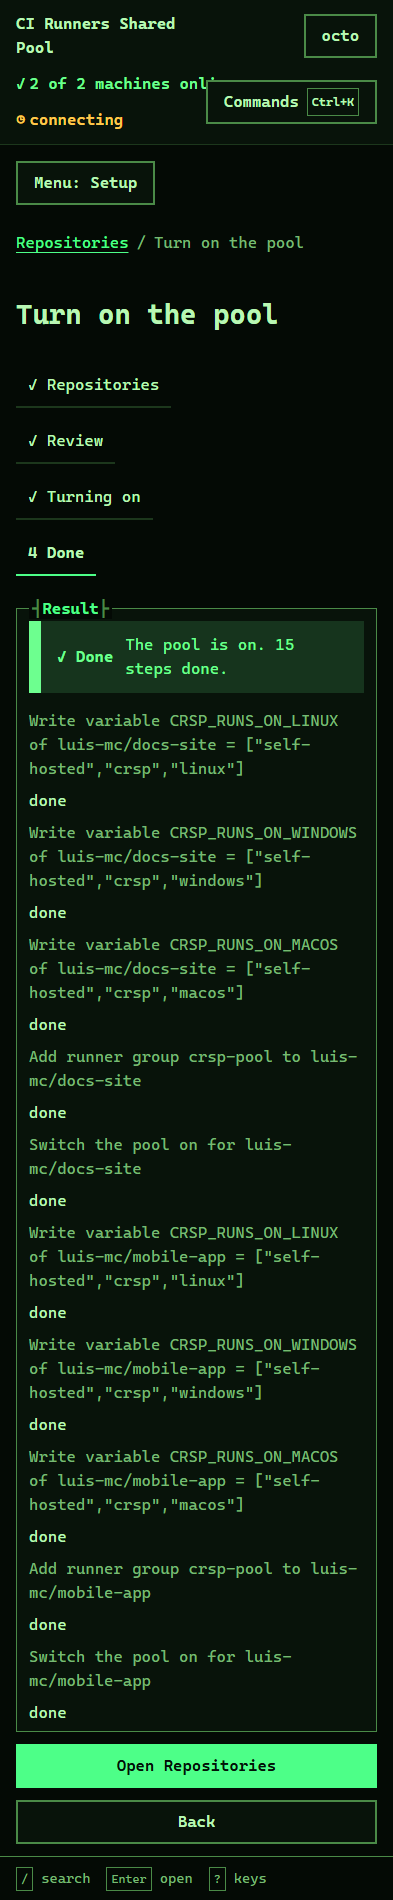 CI Runners Shared
Pool
octo
✓ 2 of 2 machines onli
Commands Ctrl+K
connecting
Menu: Setup
Repositories / Turn on the pool
Turn on the pool
✓ Repositories
✓ Review
✓ Turning on
4 Done
Result
✓ Done
The pool is on. 15
steps done.
Write variable CRSP_RUNS_ON_LINUX
of luis-mc/docs-site = ["self-
hosted","crsp","linux"]
done
Write variable CRSP_RUNS_ON_WINDOWS
of luis-mc/docs-site = ["self-
hosted","crsp","windows"]
done
Write variable CRSP_RUNS_ON_MACOS
of luis-mc/docs-site = ["self-
hosted","crsp","macos"]
done
Add runner group crsp-pool to luis-
mc/docs-site
done
Switch the pool on for luis-
mc/docs-site
done
Write variable CRSP_RUNS_ON_LINUX
of luis-mc/mobile-app = ["self-
hosted","crsp","linux"]
done
Write variable CRSP_RUNS_ON_WINDOWS
of luis-mc/mobile-app = ["self-
hosted","crsp","windows"]
done
Write variable CRSP_RUNS_ON_MACOS
of luis-mc/mobile-app = ["self-
hosted","crsp","macos"]
done
Add runner group crsp-pool to luis-
mc/mobile-app
done
Switch the pool on for luis-
mc/mobile-app
done
Open Repositories
Back
/ search Enter open ? keys